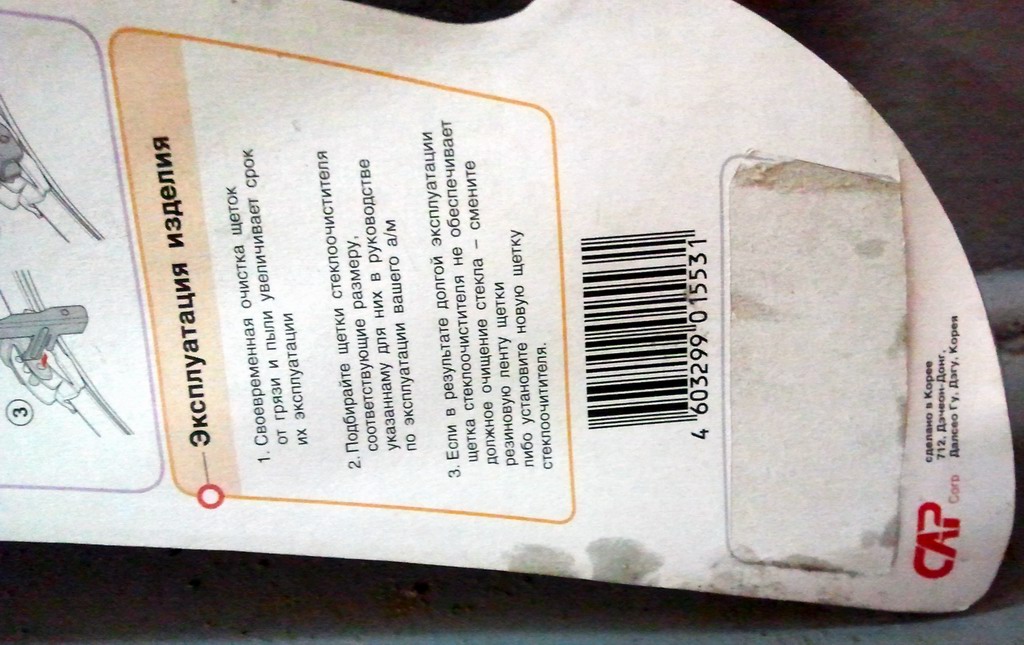 3
Эксплуатация изделия
1. Своевременная очистка щеток
от грязи и пыли увеличивает срок
их эксплуатации
2. Подбирайте щетки стеклоочистителя
соответствующие размеру,
указаннаму для них в руководстве
по эксплуатации вашего а/м
3. Если в результате долгой эксплуатации
щетка стеклоочистителя не обеспечивает
должное очищение стекла – смените
резиновую ленту щетки
либо установите новую щетку
стеклоочитителя.
4 603299 015531
CAP Corp
сделано в Корее
712, Дэчеон-Донг,
Далсео Гу, Дэгу, Корея